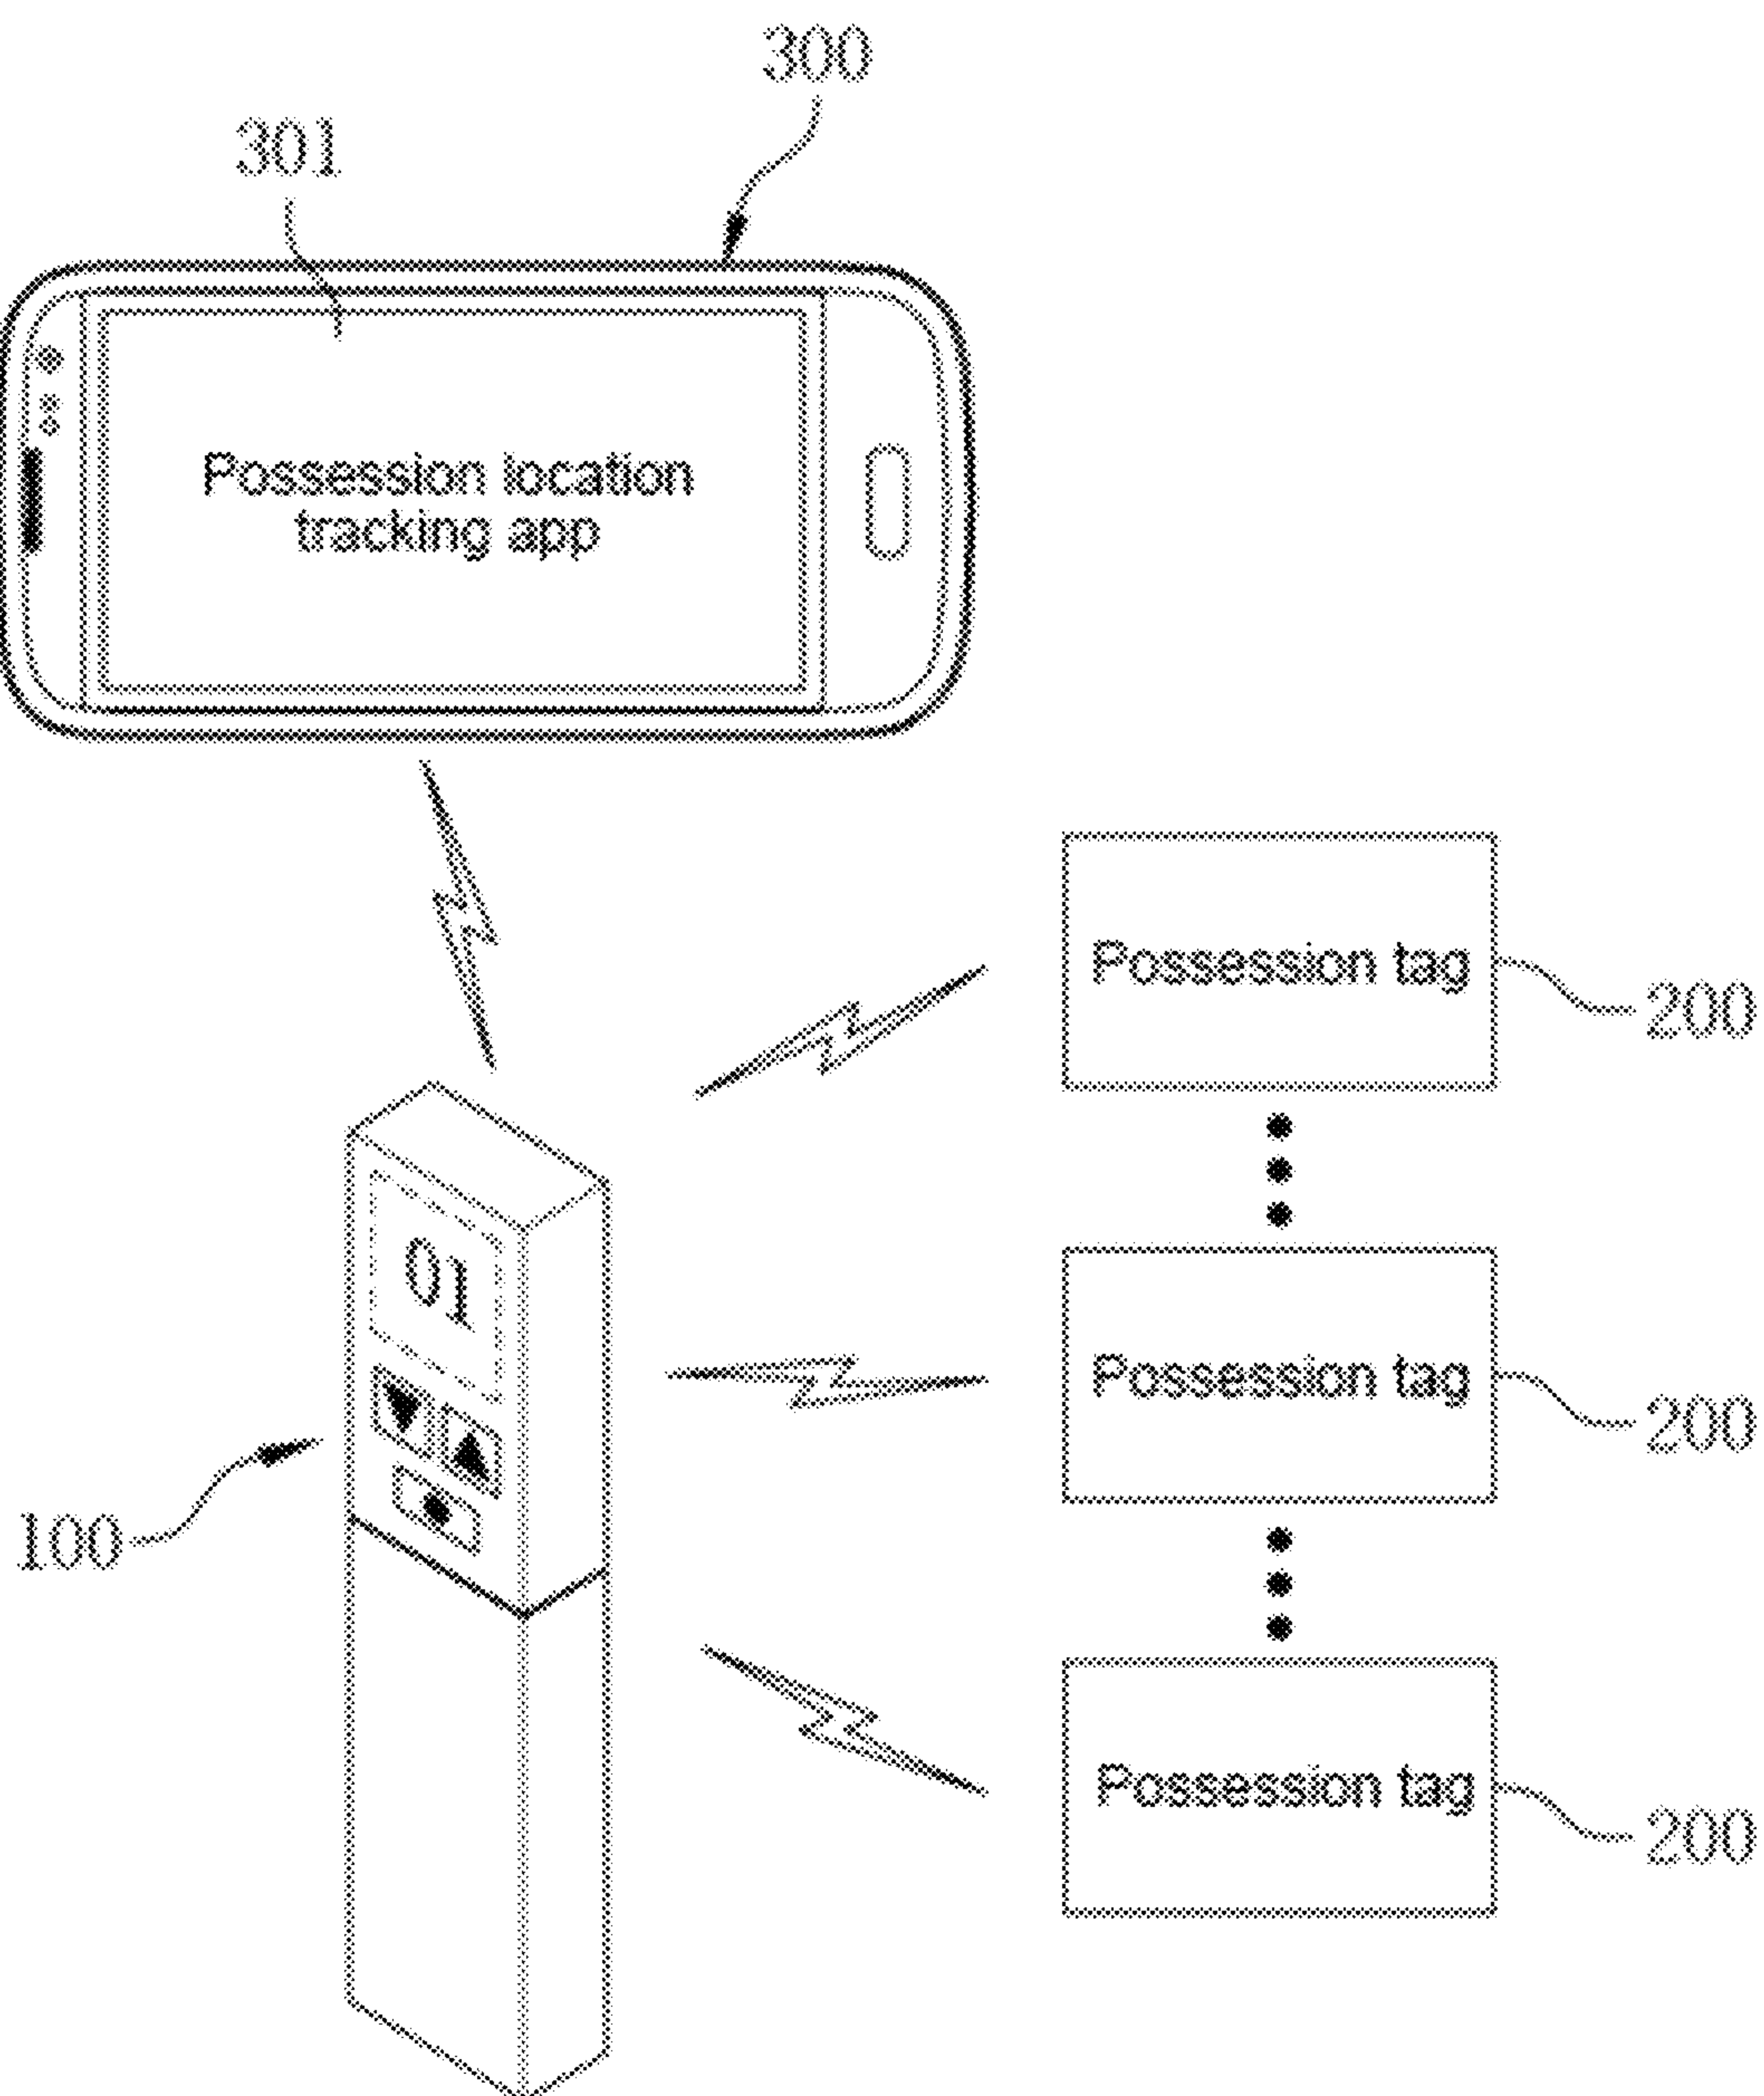 300
301
Possession location
tracking app
Possession tag
200
01
Possession tag
200
100
Possession tag
200